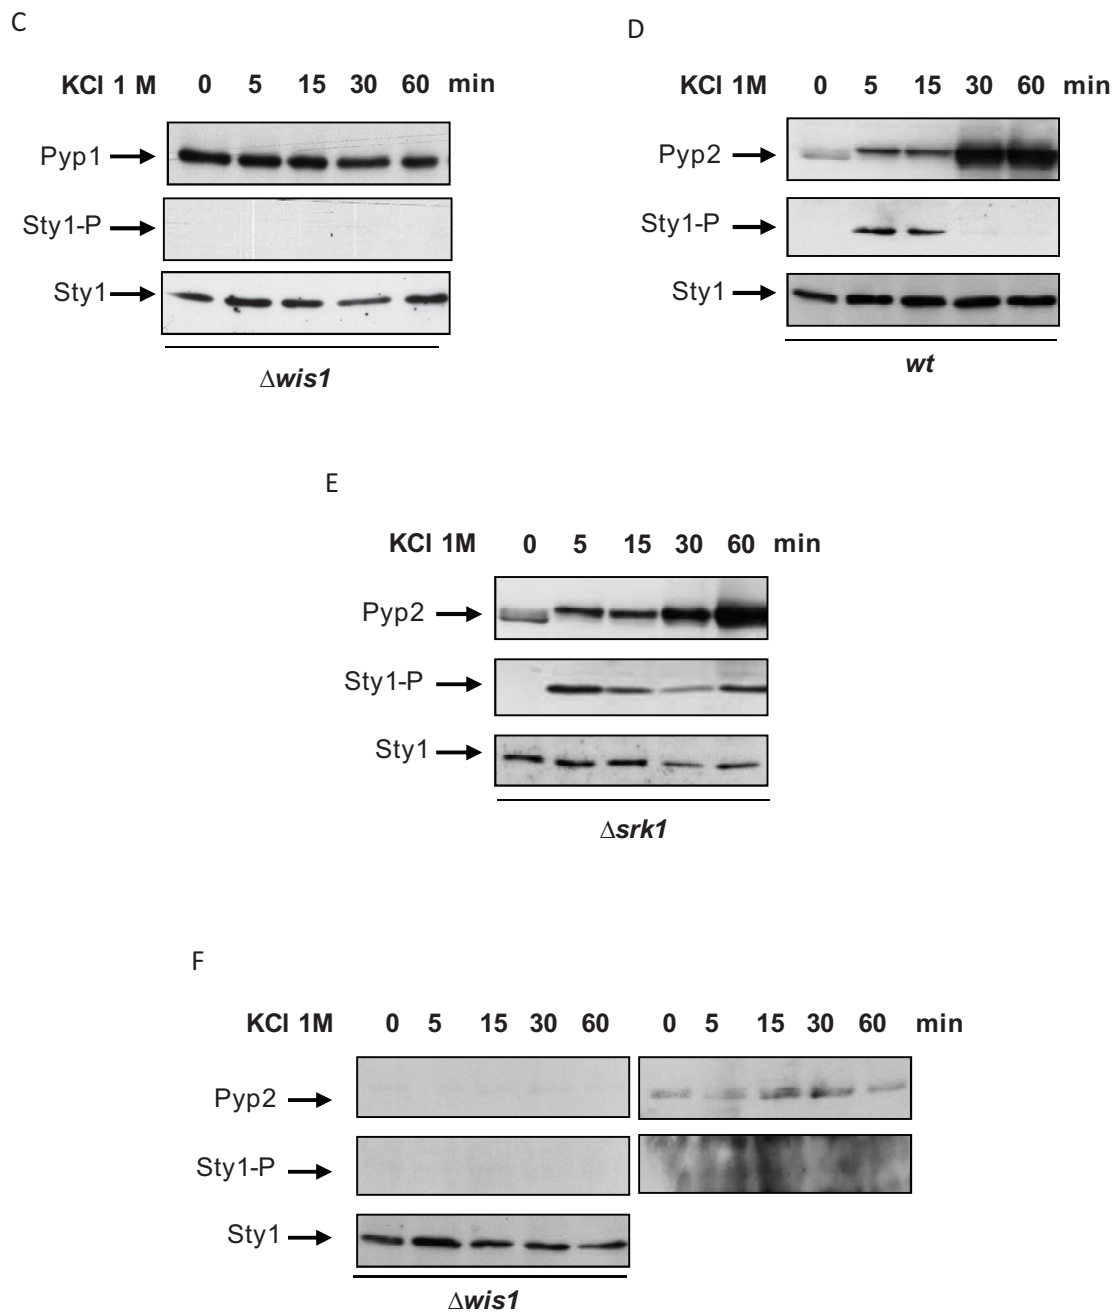 C
KCl 1 M 0 5 15 30 60 min
Pyp1
Sty1-P
Sty1
Δwis1
D
KCl 1M 0 5 15 30 60 min
Pyp2
Sty1-P
Sty1
wt
E
KCl 1M 0 5 15 30 60 min
Pyp2
Sty1-P
Sty1
Δsrk1
F
KCl 1M 0 5 15 30 60 0 5 15 30 60 min
Pyp2
Sty1-P
Sty1
Δwis1